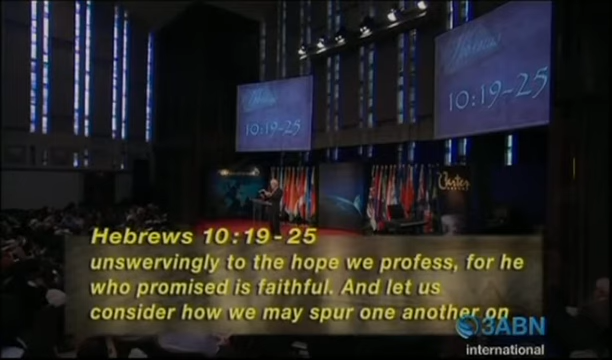 Hebrews
10:19-25
Hebrews
10:19-25
Hebrews 10:19-25
unswervingly to the hope we profess, for he
who promised is faithful. And let us
consider how we may spur one another on
3ABN
international